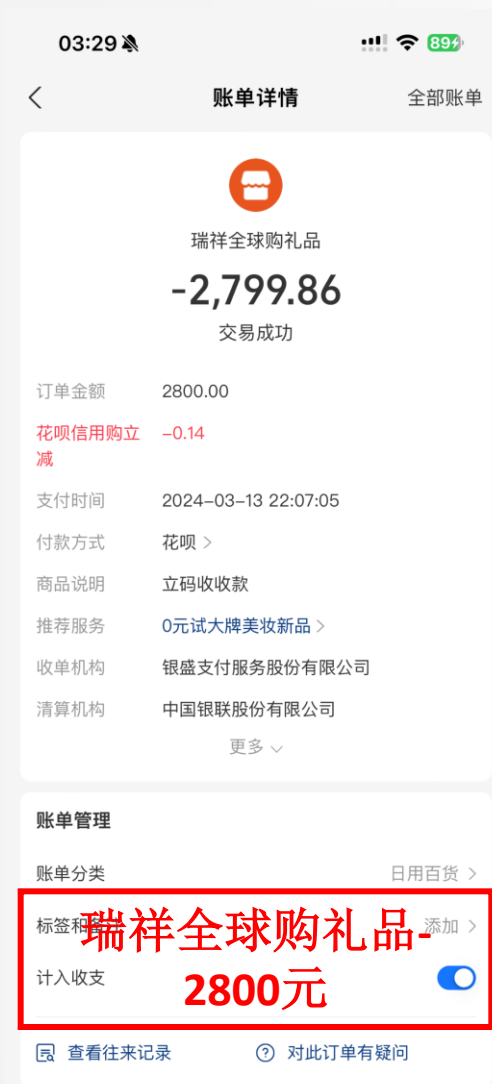 03:29
89
账单详情
全部账单
瑞祥全球购礼品
-2,799.86
交易成功
订单金额 2800.00
花呗信用购立减 -0.14
支付时间 2024-03-13 22:07:05
付款方式 花呗 >
商品说明 立码收收款
推荐服务 0元试大牌美妆新品 >
收单机构 银盛支付服务股份有限公司
清算机构 中国银联股份有限公司
更多
账单管理
账单分类 日用百货 >
标签和备注 添加 >
瑞祥全球购礼品-
2800元
计入收支
查看往来记录
对此订单有疑问